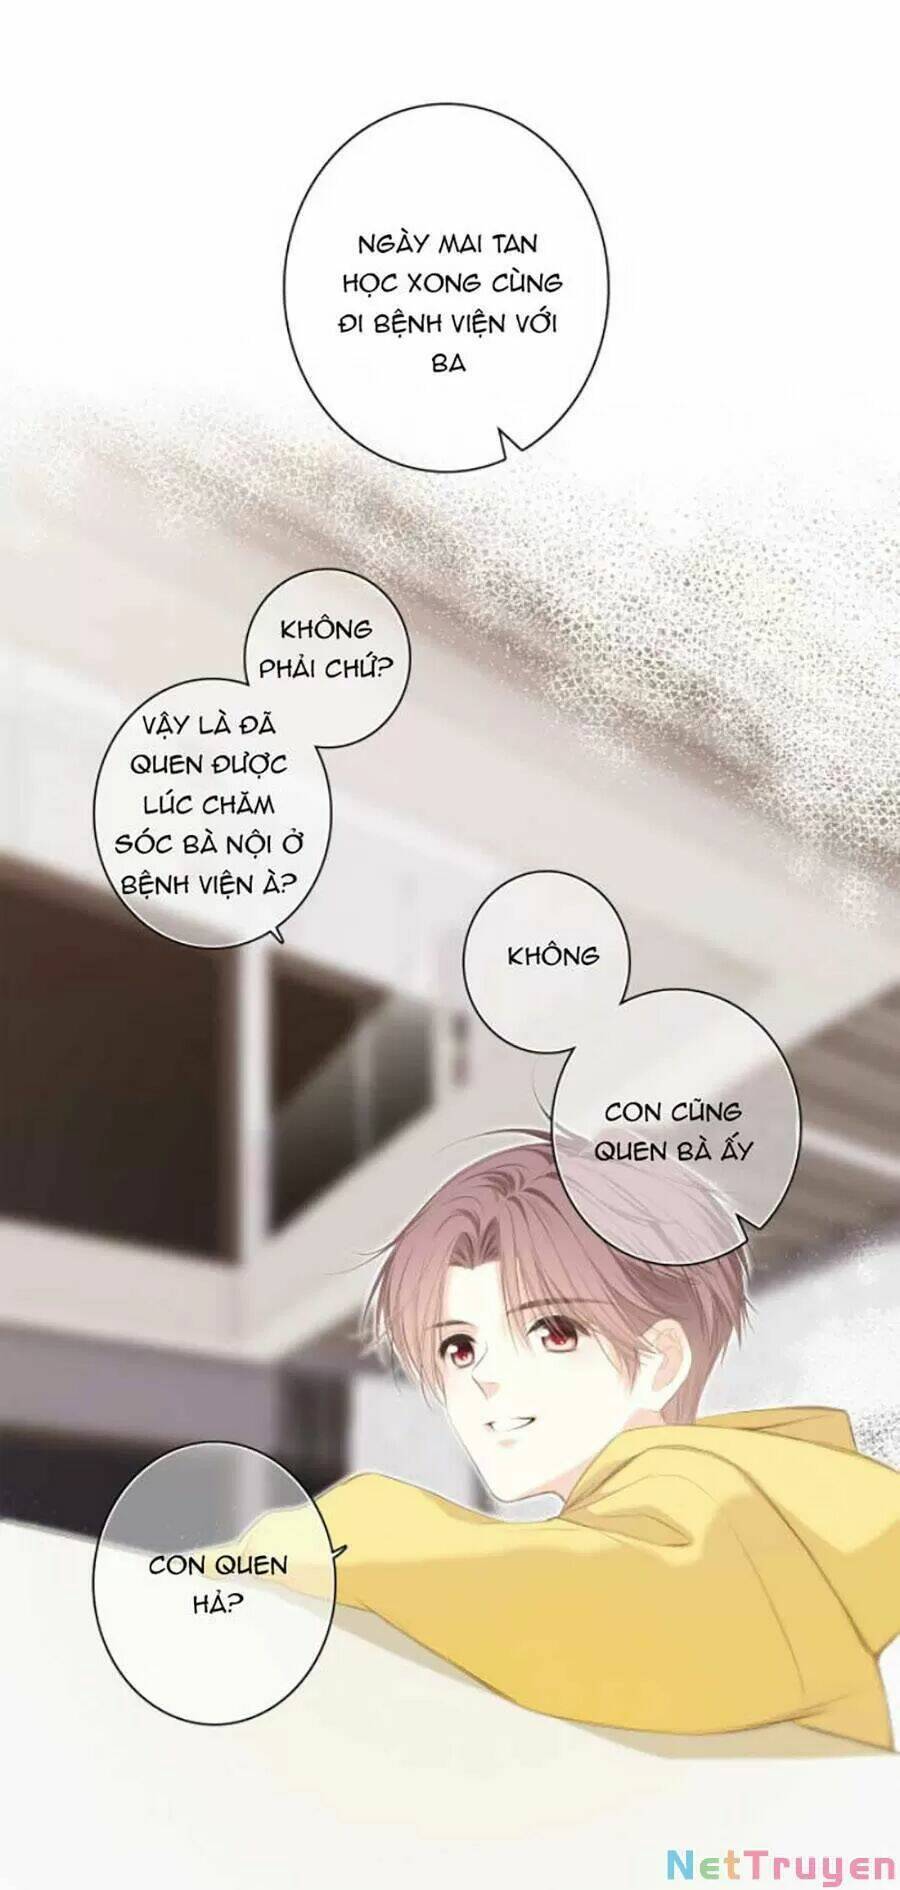 NGÀY MAI TAN
HỌC XONG CÙNG
ĐI BỆNH VIỆN VỚI
BA
KHÔNG
PHẢI CHỨ?
VẬY LÀ ĐÃ
QUEN ĐƯỢC
LÚC CHĂM
SÓC BÀ NỘI Ở
BỆNH VIỆN À?
KHÔNG
CON CŨNG
QUEN BÀ ẤY
CON QUEN
HẢ?
NetTruyen